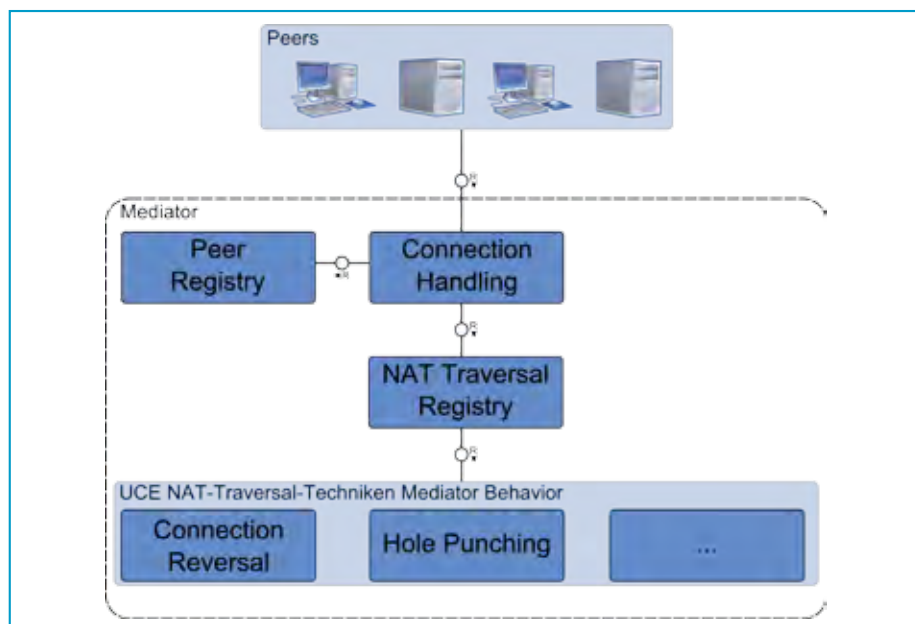 Peers
R
Mediator
Peer
Registry
R
Connection
Handling
R
NAT Traversal
Registry
R
UCE NAT-Traversal-Techniken Mediator Behavior
Connection
Reversal
Hole Punching
...